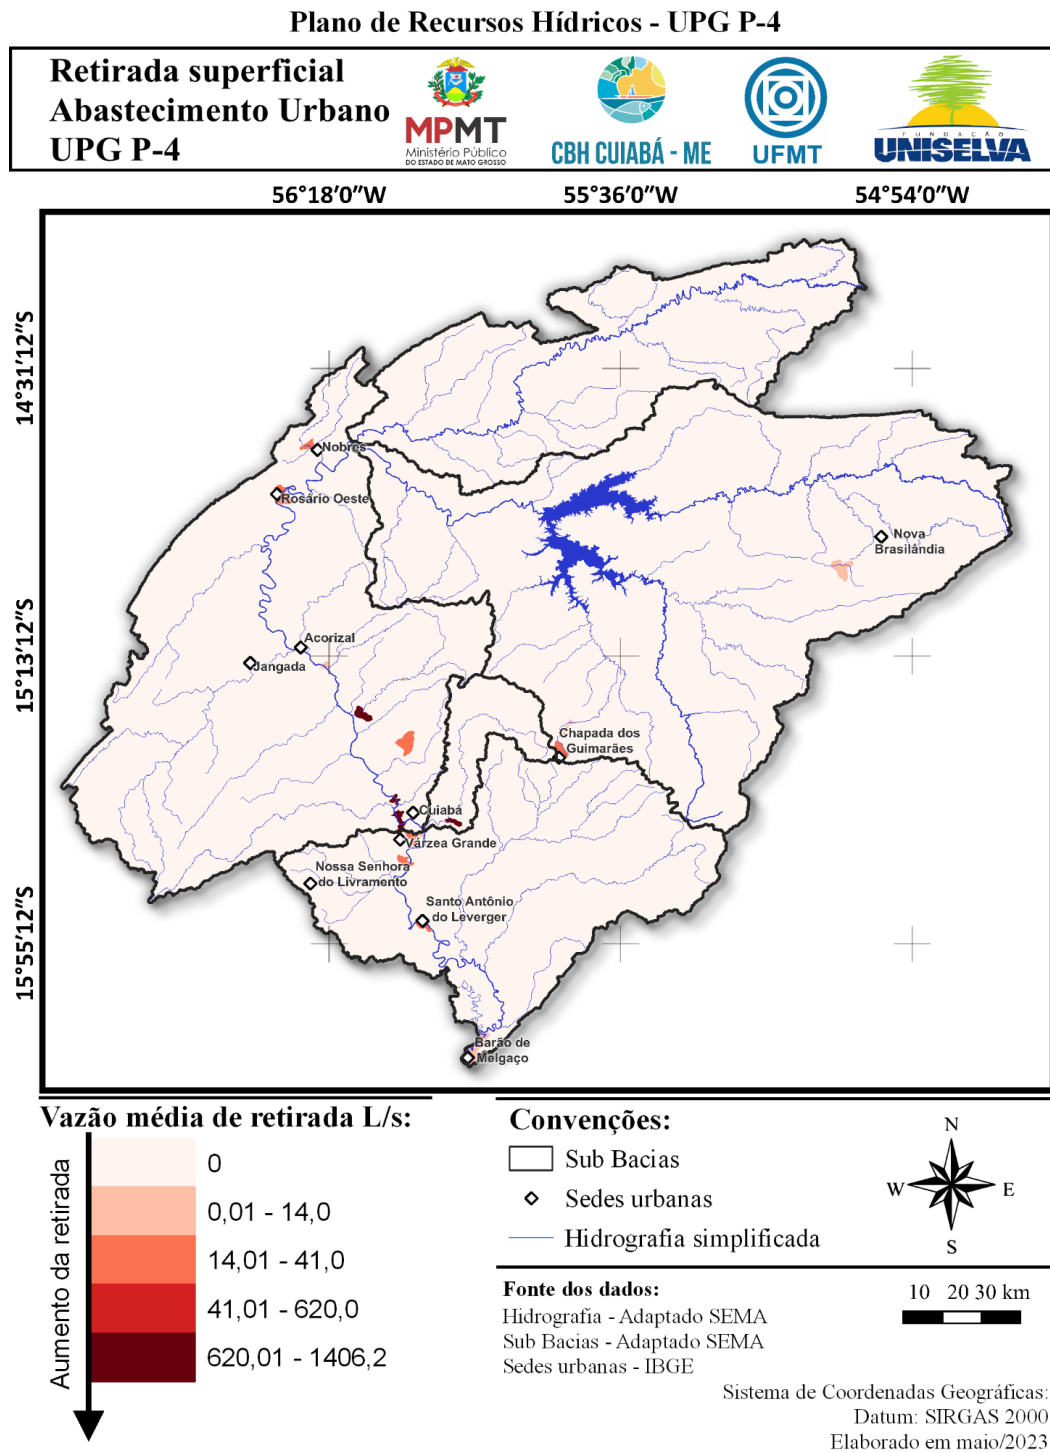 Plano de Recursos Hídricos - UPG P-4
Retirada superficial
Abastecimento Urbano
UPG P-4
MPMT
Ministério Público
DO ESTADO DE MATO GROSSO
CBH CUIABÁ - ME
UFMT
FUNDAÇÃO
UNISELVA
56°18'0"W
55°36'0"W
54°54'0"W
14°31'12"S
15°13'12"S
15°55'12"S
Nobres
Rosário Oeste
Nova
Brasilândia
Acorizal
Jangada
Chapada dos
Guimarães
Cuiabá
Várzea Grande
Nossa Senhora
do Livramento
Santo Antônio
do Leverger
Barão de
Melgaço
Vazão média de retirada L/s:
Aumento da retirada
0
0,01 - 14,0
14,01 - 41,0
41,01 - 620,0
620,01 - 1406,2
Convenções:
Sub Bacias
Sedes urbanas
Hidrografia simplificada
N
W
E
S
Fonte dos dados:
Hidrografia - Adaptado SEMA
Sub Bacias - Adaptado SEMA
Sedes urbanas - IBGE
10 20 30 km
Sistema de Coordenadas Geográficas:
Datum: SIRGAS 2000
Elaborado em maio/2023